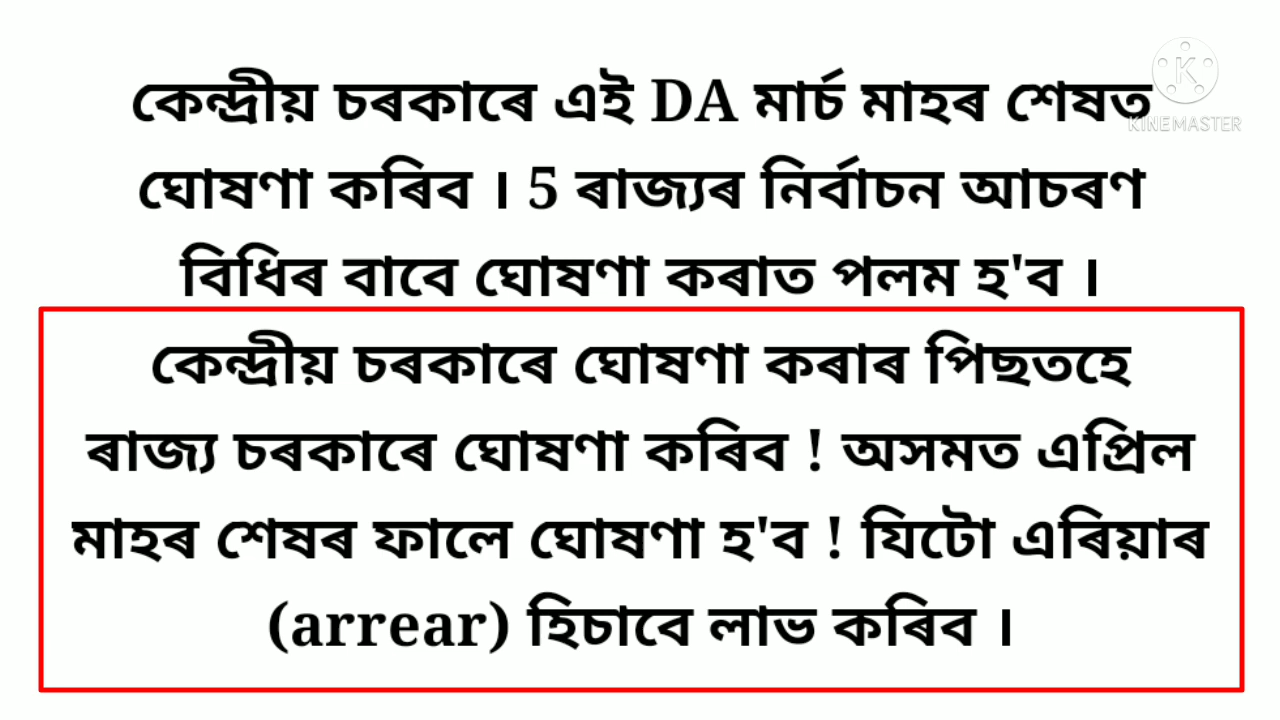 কেন্দ্ৰীয় চৰকাৰে এই DA মাৰ্চ মাহৰ শেষত
KINEMASTER
ঘোষণা কৰিব । 5 ৰাজ্যৰ নিৰ্বাচন আচৰণ
বিধিৰ বাবে ঘোষণা কৰাত পলম হ'ব ।
কেন্দ্ৰীয় চৰকাৰে ঘোষণা কৰাৰ পিছতহে
ৰাজ্য চৰকাৰে ঘোষণা কৰিব ! অসমত এপ্ৰিল
মাহৰ শেষৰ ফালে ঘোষণা হ'ব ! যিটো এৰিয়াৰ
(arrear) হিচাবে লাভ কৰিব ।